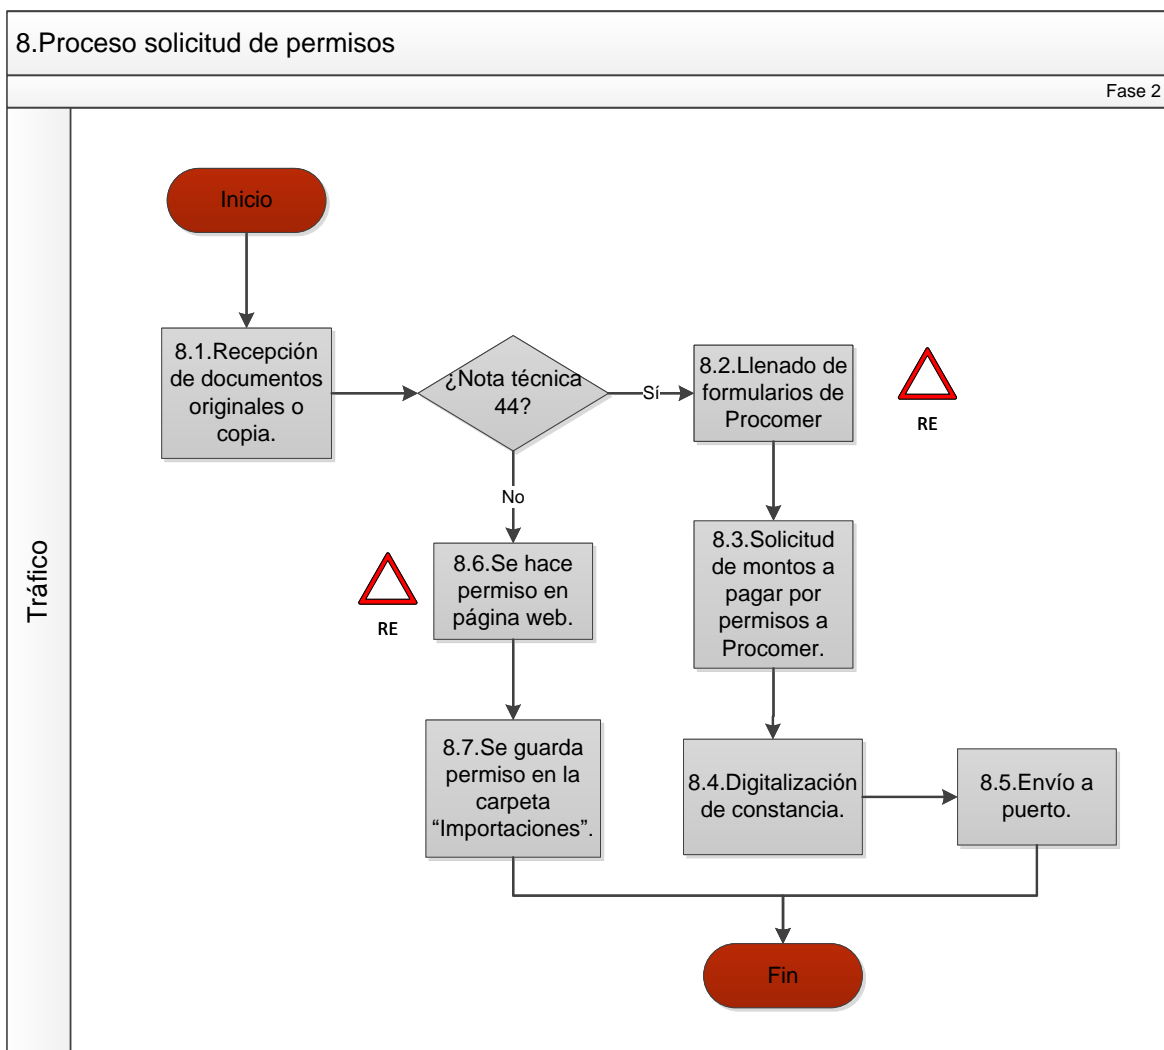 8.Proceso solicitud de permisos
Fase 2
Tráfico
Inicio
8.1.Recepción
de documentos
originales o
copia.
¿Nota técnica
44?
Sí
8.2.Llenado de
formularios de
Procomer
RE
No
8.6.Se hace
permiso en
página web.
RE
8.3.Solicitud
de montos a
pagar por
permisos a
Procomer.
8.7.Se guarda
permiso en la
carpeta
“Importaciones”.
8.4.Digitalización
de constancia.
8.5.Envío a
puerto.
Fin